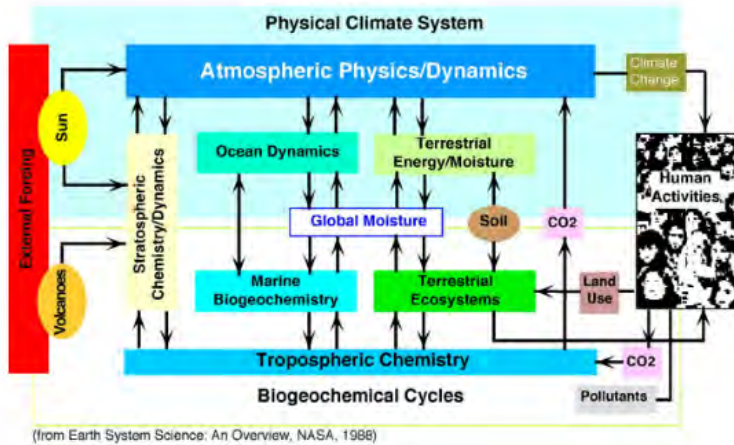 Physical Climate System
Atmospheric Physics/Dynamics
Climate
Change
External Forcing
Sun
Ocean Dynamics
Terrestrial
Energy/Moisture
Stratospheric
Chemistry/Dynamics
Human
Activities
Global Moisture
Soil
CO2
Volcanoes
Marine
Biogeochemistry
Terrestrial
Ecosystems
Land
Use
Tropospheric Chemistry
CO2
Biogeochemical Cycles
Pollutants
(from Earth System Science: An Overview, NASA, 1988)